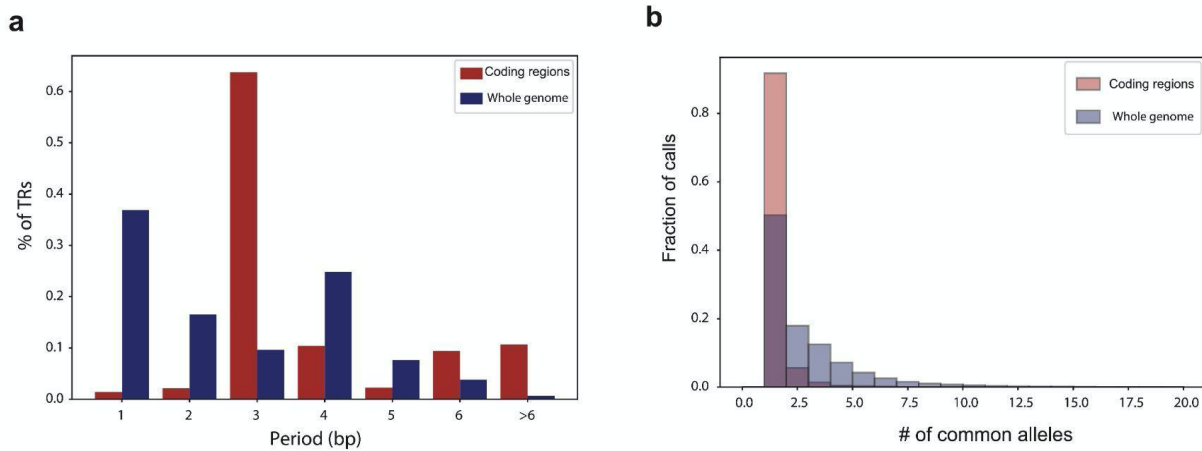 a
% of TRs
0.6
0.5
0.4
0.3
0.2
0.1
0.0
Coding regions
Whole genome
1 2 3 4 5 6 >6
Period (bp)
b
Fraction of calls
0.8
0.6
0.4
0.2
0.0
Coding regions
Whole genome
0.0 2.5 5.0 7.5 10.0 12.5 15.0 17.5 20.0
# of common alleles